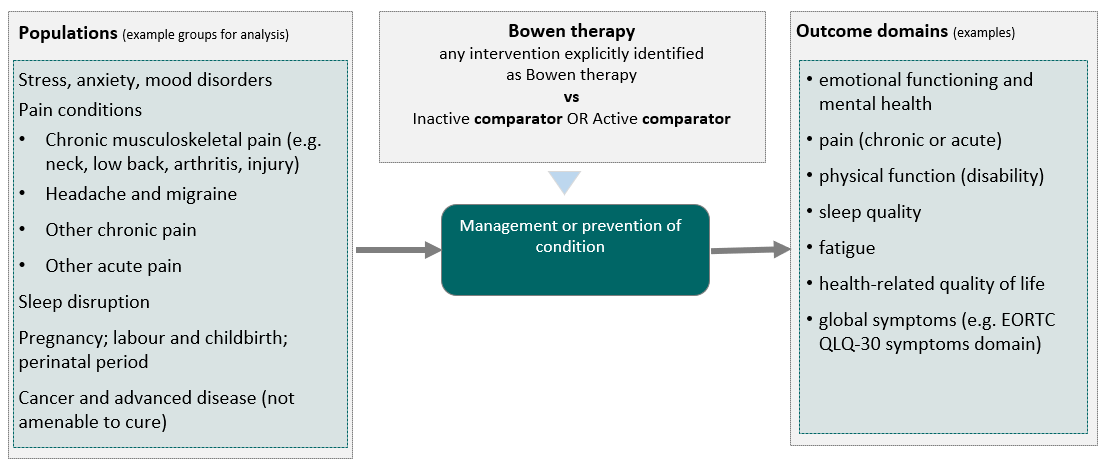 Populations (example groups for analysis)
Stress, anxiety, mood disorders
Pain conditions
• Chronic musculoskeletal pain (e.g.
neck, low back, arthritis, injury)
• Headache and migraine
• Other chronic pain
• Other acute pain
Sleep disruption
Pregnancy; labour and childbirth;
perinatal period
Cancer and advanced disease (not
amenable to cure)
Bowen therapy
any intervention explicitly identified
as Bowen therapy
vs
Inactive comparator OR Active comparator
Management or prevention of
condition
Outcome domains (examples)
• emotional functioning and
mental health
• pain (chronic or acute)
• physical function (disability)
• sleep quality
• fatigue
• health-related quality of life
• global symptoms (e.g. EORTC
QLQ-30 symptoms domain)